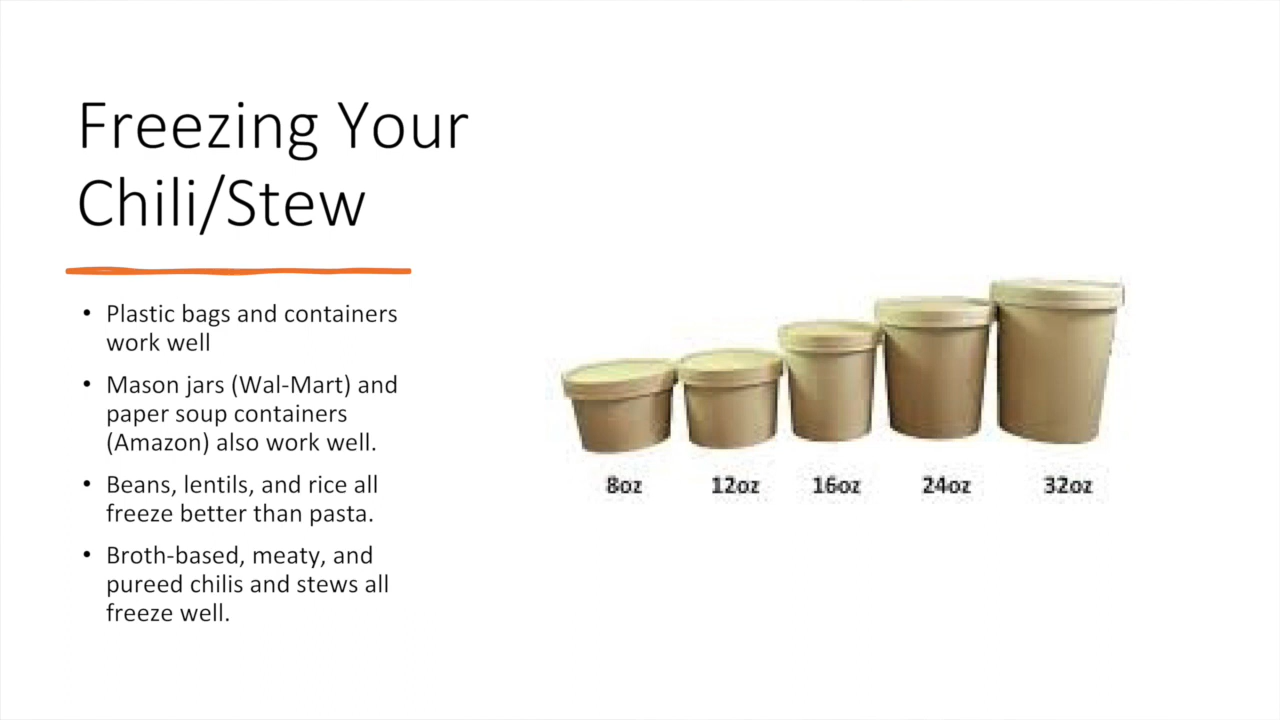 Freezing Your
Chili/Stew
• Plastic bags and containers
work well
• Mason jars (Wal-Mart) and
paper soup containers
(Amazon) also work well.
• Beans, lentils, and rice all
freeze better than pasta.
• Broth-based, meaty, and
pureed chilis and stews all
freeze well.
8oz 12oz 16oz 24oz 32oz